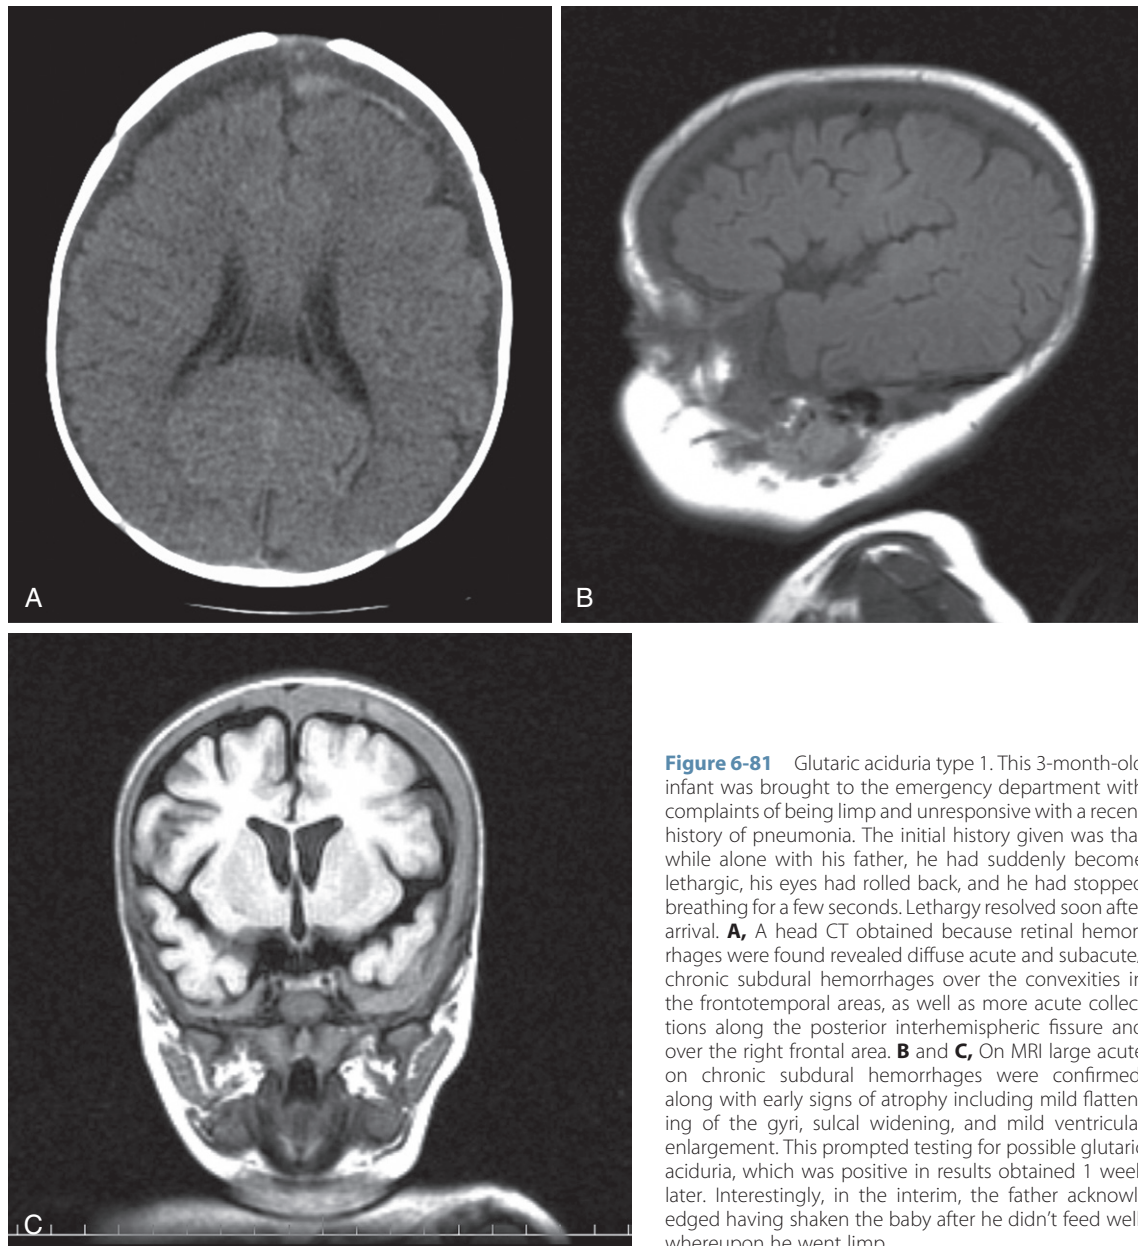 A
B
C
Figure 6-81 Glutaric aciduria type 1. This 3-month-old
infant was brought to the emergency department with
complaints of being limp and unresponsive with a recen
history of pneumonia. The initial history given was tha
while alone with his father, he had suddenly become
lethargic, his eyes had rolled back, and he had stopped
breathing for a few seconds. Lethargy resolved soon afte
arrival. A, A head CT obtained because retinal hemor
rhages were found revealed diffuse acute and subacute/
chronic subdural hemorrhages over the convexities in
the frontotemporal areas, as well as more acute collec
tions along the posterior interhemispheric fissure and
over the right frontal area. B and C, On MRI large acute
on chronic subdural hemorrhages were confirmed
along with early signs of atrophy including mild flatten
ing of the gyri, sulcal widening, and mild ventricula
enlargement. This prompted testing for possible glutaric
aciduria, which was positive in results obtained 1 week
later. Interestingly, in the interim, the father acknowl
edged having shaken the baby after he didn't feed well
whereupon he went limp.